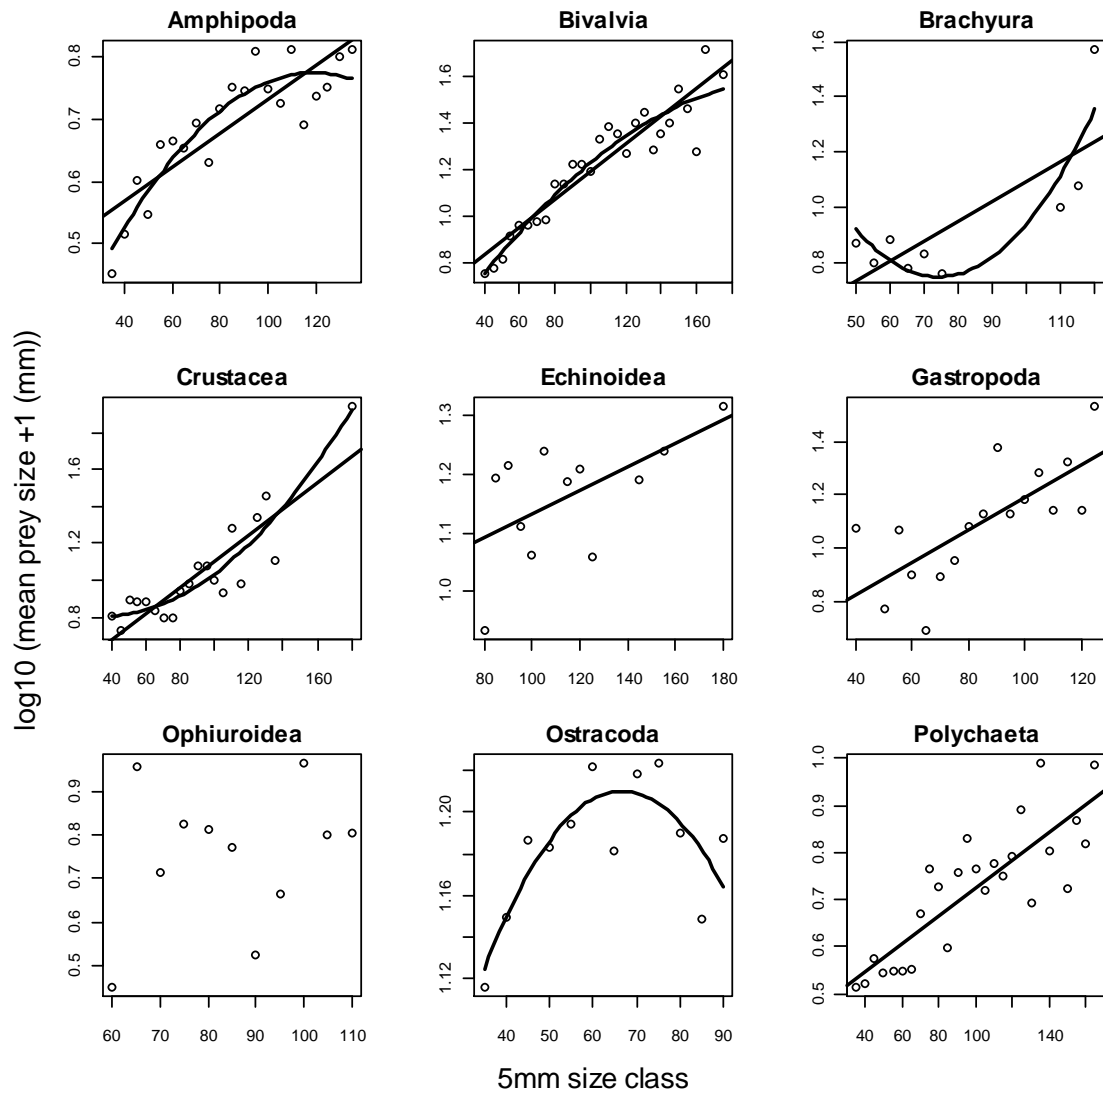 Amphipoda Bivalvia Brachyura
0.5 0.6 0.7 0.8
40 60 80 100 120
0.8 1.0 1.2 1.4 1.6
40 60 80 120 160
0.8 1.0 1.2 1.4 1.6
50 60 70 80 90 110
log10 (mean prey size +1 (mm))
Crustacea Echinoidea Gastropoda
0.8 1.2 1.6
40 60 80 120 160
1.0 1.1 1.2 1.3
80 100 120 140 160 180
0.8 1.0 1.2 1.4
40 60 80 100 120
Ophiuroidea Ostracoda Polychaeta
0.5 0.6 0.7 0.8 0.9
60 70 80 90 100 110
1.12 1.16 1.20
40 50 60 70 80 90
0.5 0.6 0.7 0.8 0.9 1.0
40 60 80 140
5mm size class